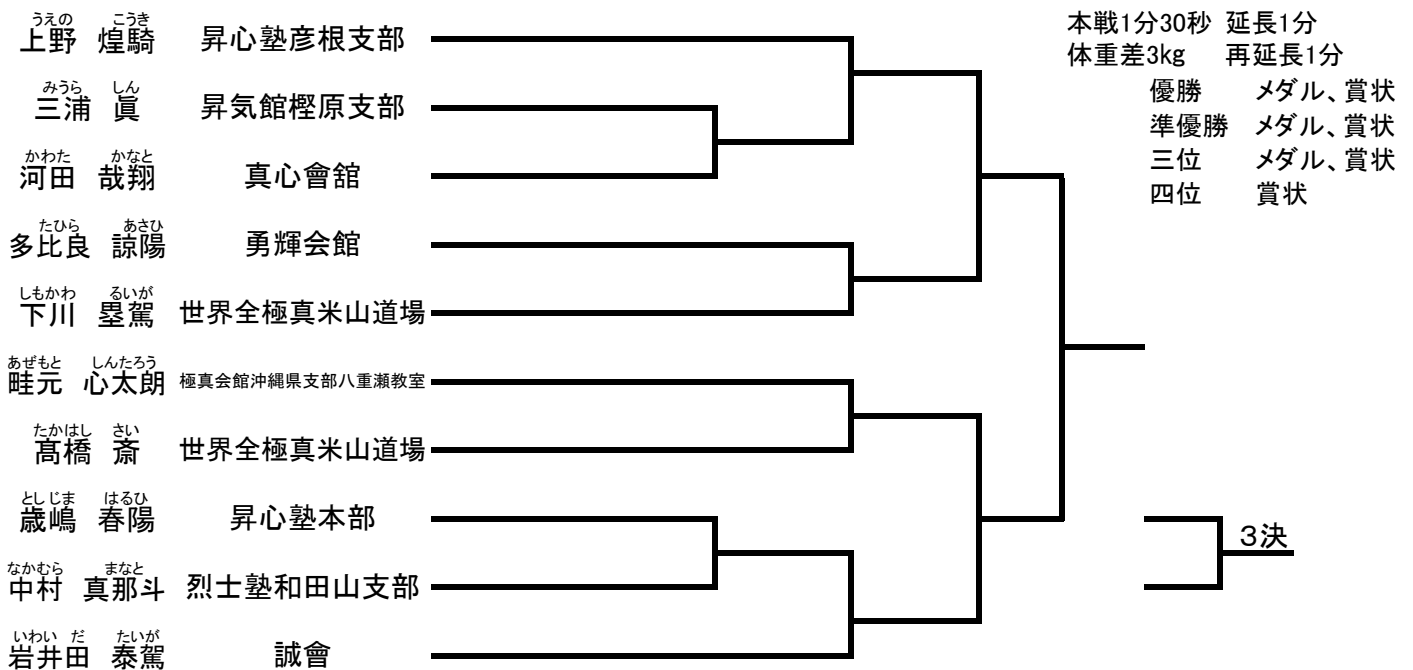 うえの こうき
上野 煌騎 昇心塾彦根支部
みうら しん
三浦 眞 昇気館樫原支部
かわた かなと
河田 哉翔 真心會舘
たひら あさひ
多比良 諒陽 勇輝会館
しもかわ るいが
下川 塁駕 世界全極真米山道場
あぜもと しんたろう
畦元 心太朗 極真会館沖縄県支部八重瀬教室
たかはし さい
髙橋 斎 世界全極真米山道場
としじま はるひ
歳嶋 春陽 昇心塾本部
なかむら まなと
中村 真那斗 烈士塾和田山支部
いわいだ たいが
岩井田 泰駕 誠會
本戦1分30秒 延長1分
体重差3kg 再延長1分
優勝 メダル、賞状
準優勝 メダル、賞状
三位 メダル、賞状
四位 賞状
３決